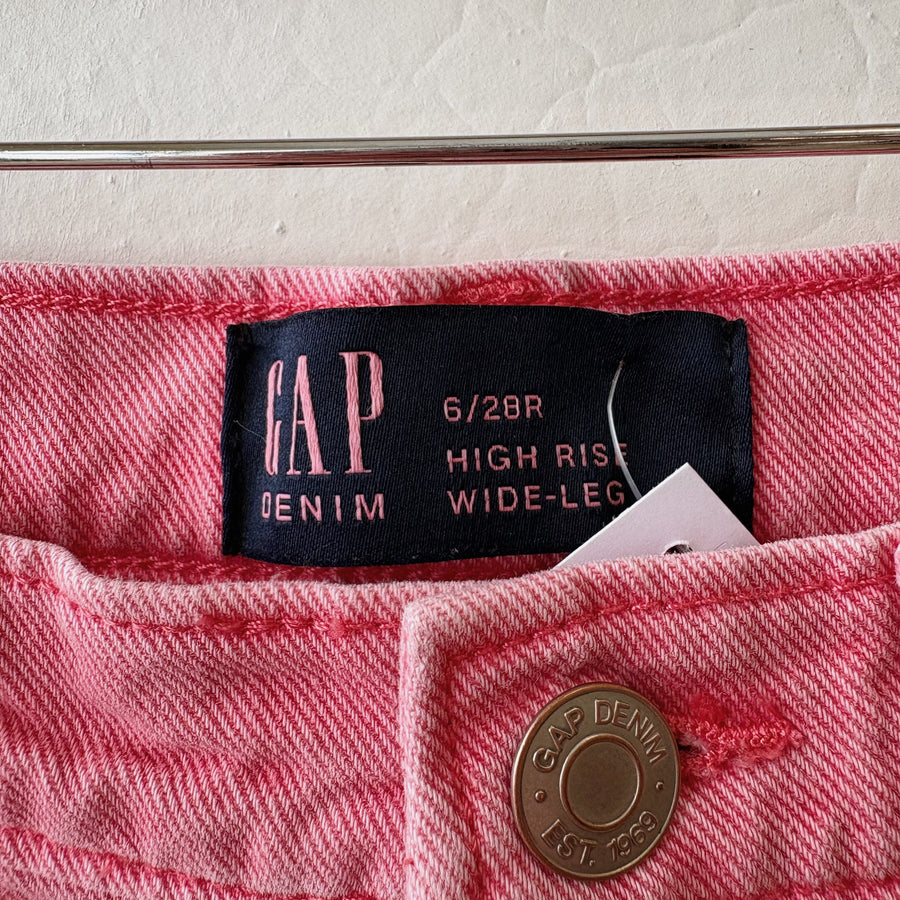 GAP
DENIM
6/28R
HIGH RISE
WIDE-LEG
GAP DENIM
EST. 1969